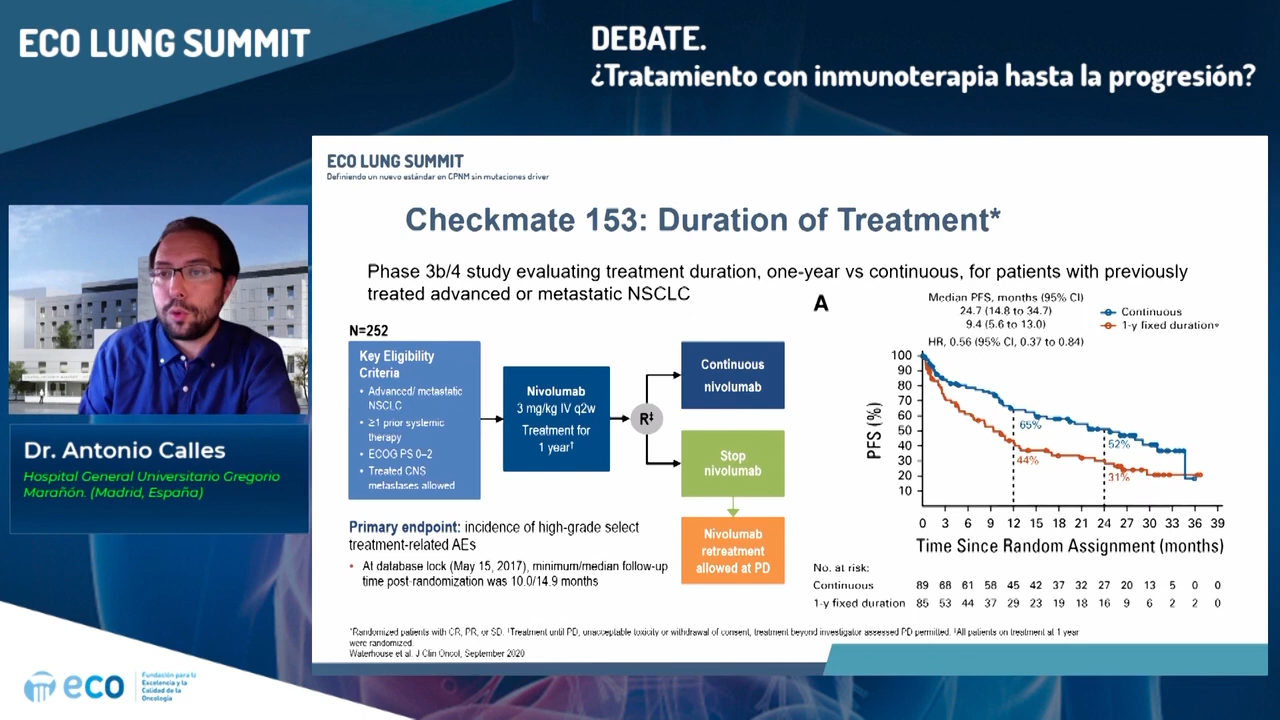 ECO LUNG SUMMIT
DEBATE.
¿Tratamiento con inmunoterapia hasta la progresión?
ECO LUNG SUMMIT
Definiendo un nuevo estándar en CPNM sin mutaciones driver
Checkmate 153: Duration of Treatment*
Phase 3b/4 study evaluating treatment duration, one-year vs continuous, for patients with previously
treated advanced or metastatic NSCLC
N=252
Key Eligibility
Criteria
• Advanced/ metastatic
NSCLC
• ≥1 prior systemic
therapy
• ECOG PS 0–2
• Treated CNS
metastases allowed
Nivolumab
3 mg/kg IV q2w
Treatment for
1 year†
R‡
Continuous
nivolumab
Stop
nivolumab
Nivolumab
retreatment
allowed at PD
Primary endpoint: incidence of high-grade select
treatment-related AEs
• At database lock (May 15, 2017), minimum/median follow-up
time post-randomization was 10.0/14.9 months
A
Median PFS, months (95% CI)
24.7 (14.8 to 34.7)
9.4 (5.6 to 13.0)
HR, 0.56 (95% CI, 0.37 to 0.84)
Continuous
1-y fixed duration*
PFS (%)
100
90
80
70
60
50
40
30
20
10
65%
52%
44%
31%
0 3 6 9 12 15 18 21 24 27 30 33 36 39
Time Since Random Assignment (months)
No. at risk:
Continuous 89 68 61 58 45 42 37 32 27 20 13 5 0 0
1-y fixed duration 85 53 44 37 29 23 19 18 16 9 6 2 2 0
*Randomized patients with CR, PR, or SD. †Treatment until PD, unacceptable toxicity or withdrawal of consent, treatment beyond investigator assessed PD permitted. ‡All patients on treatment at 1 year
were randomized.
Waterhouse et al. J Clin Oncol, September 2020
Dr. Antonio Calles
Hospital General Universitario Gregorio
Marañón. (Madrid, España)
eco
Fundación para la
Excelencia y la
Calidad de la
Oncología